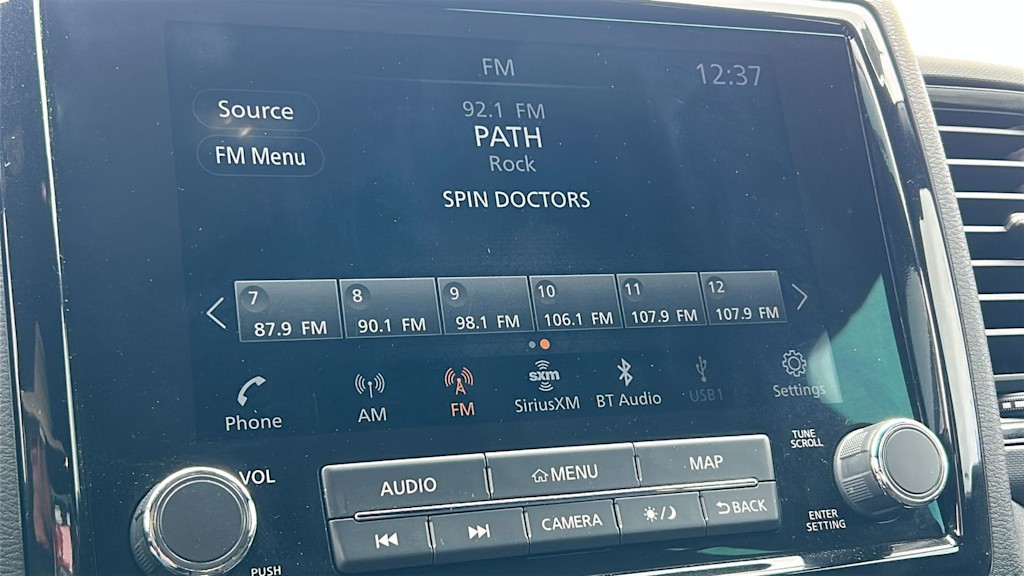 FM
12:37
Source
92.1 FM
PATH
FM Menu
Rock
SPIN DOCTORS
7 8 9 10 11 12
87.9 FM 90.1 FM 98.1 FM 106.1 FM 107.9 FM 107.9 FM
Phone AM FM SiriusXM BT Audio USB1 Settings
sxm
VOL
AUDIO MENU MAP
TUNE
SCROLL
CAMERA BACK
ENTER
SETTING
PUSH